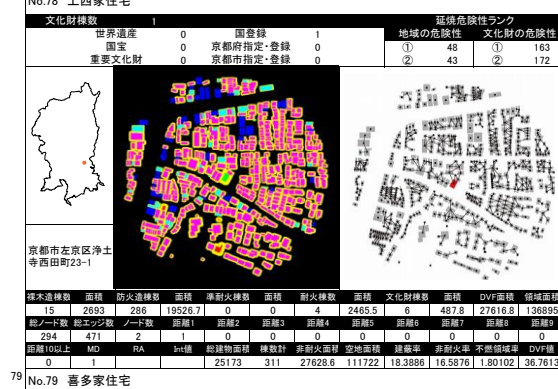 No.78 工四家住宅
文化財棟数 1 延焼危険性ランク
世界遺産 0 国登録 1 地域の危険性 文化財の危険性
国宝 0 京都府指定・登録 0 ① 48 ① 163
重要文化財 0 京都市指定・登録 0 ② 43 ② 172
京都市左京区浄土
寺西田町23-1
裸木造棟数 面積 防火造棟数 面積 準耐火棟数 面積 耐火棟数 面積 文化財棟数 面積 DVF面積 領域面積
15 2693 286 19526.7 0 0 4 2465.5 6 487.8 27616.8 136895
総ノード数 総エッジ数 ノード数 距離1 距離2 距離3 距離4 距離5 距離6 距離7 距離8 距離9
294 471 2 1 0 0 0 0 0 0 0 0
距離10以上 MD RA Int値 総建物面積 棟数計 非耐火面積 空地面積 建蔽率 非耐火率 不燃領域率 DVF値
0 1 25173 311 27628.6 111722 18.3886 16.5876 1.80102 36.7613
79 No.79 喜多家住宅